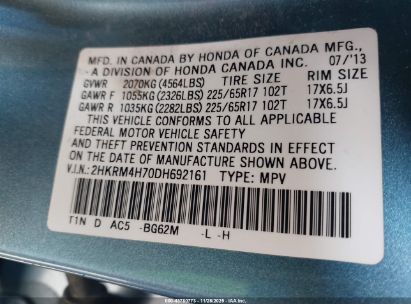 MFD. IN CANADA BY HONDA OF CANADA MFG.,
- A DIVISION OF HONDA CANADA INC. 07/'13
GVWR 2070KG (4564LBS) TIRE SIZE RIM SIZE
GAWR F 1055KG (2326LBS) 225/65R17 102T 17X6.5J
GAWR R 1035KG (2282LBS) 225/65R17 102T 17X6.5J
THIS VEHICLE CONFORMS TO ALL APPLICABLE
FEDERAL MOTOR VEHICLE SAFETY
AND THEFT PREVENTION STANDARDS IN EFFECT
ON THE DATE OF MANUFACTURE SHOWN ABOVE.
V.I.N.: 2HKRM4H70DH692161 TYPE: MPV
T1N D AC5 -BG62M -L -H